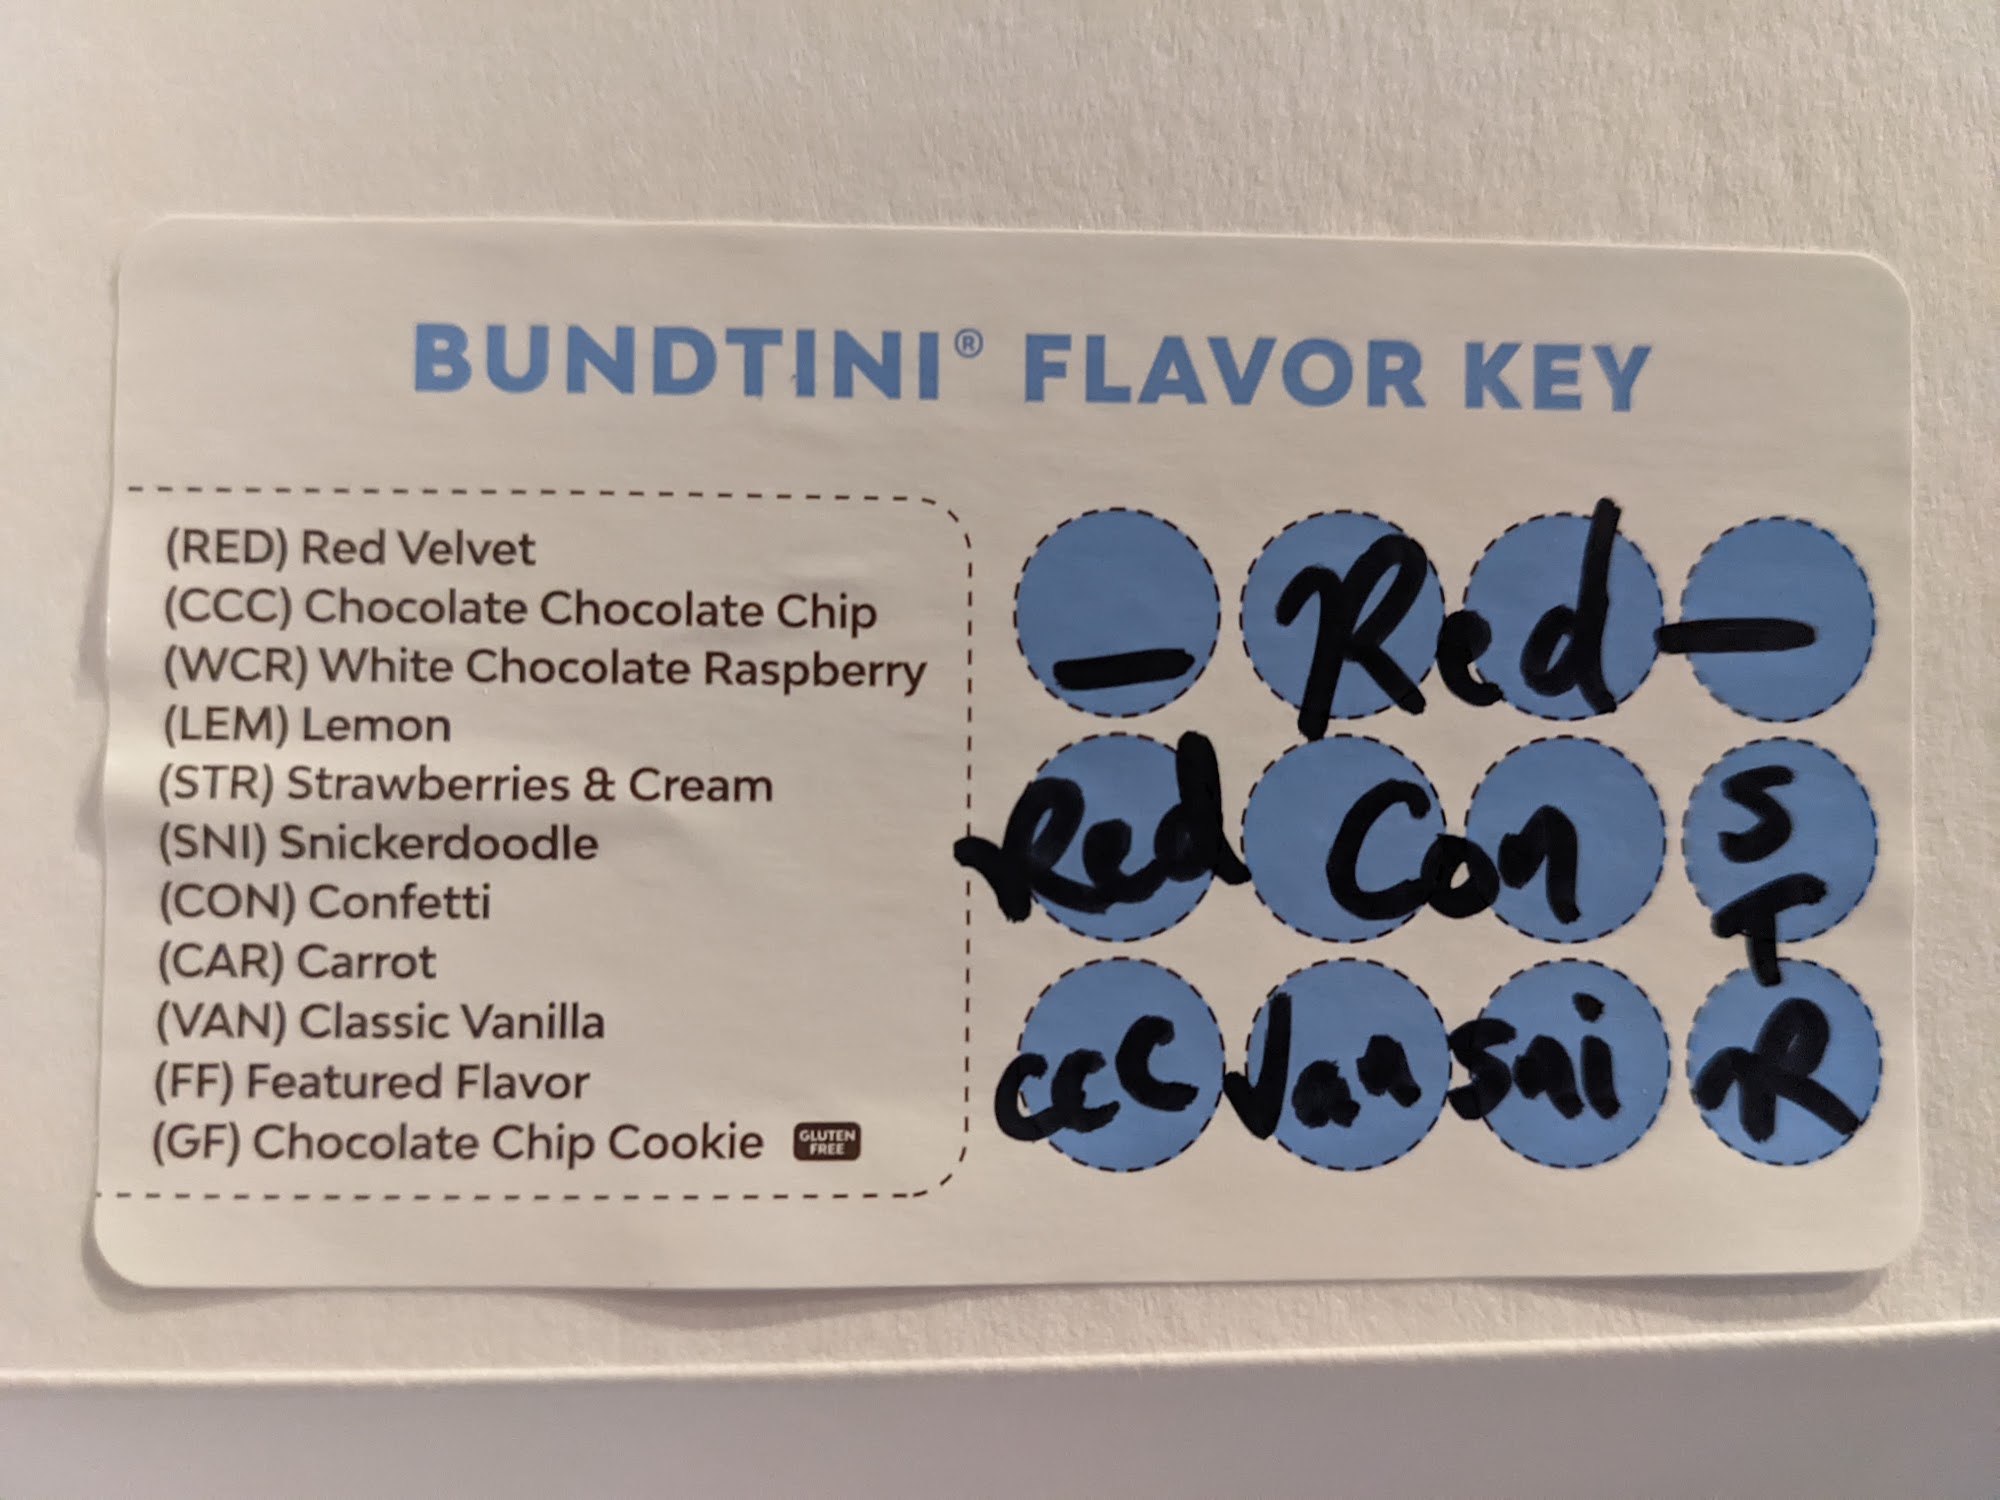 BUNDTINI® FLAVOR KEY
(RED) Red Velvet
(CCC) Chocolate Chocolate Chip
(WCR) White Chocolate Raspberry
(LEM) Lemon
(STR) Strawberries & Cream
(SNI) Snickerdoodle
(CON) Confetti
(CAR) Carrot
(VAN) Classic Vanilla
(FF) Featured Flavor
(GF) Chocolate Chip Cookie GLUTEN FREE
— Red —
Red Con STR
CCC Van Sni